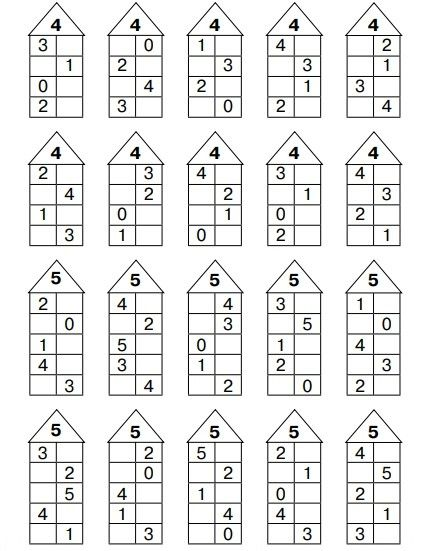 4 4 4 4 4
3 0 1 4 2
1 2 3 3 1
0 4 2 1 3
2 3 0 2 4
4 4 4 4 4
2 3 4 3 4
4 2 2 1 3
1 0 1 0 2
3 1 0 2 1
5 5 5 5 5
2 4 4 3 1
0 2 3 5 0
1 5 0 1 4
4 3 1 2 3
3 4 2 0 2
5 5 5 5 5
3 2 5 2 4
2 0 2 1 5
5 4 1 0 2
4 1 4 4 1
1 3 0 3 3